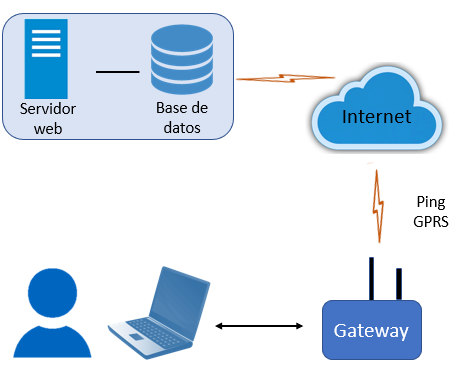 Servidor
web
Base de
datos
Internet
Ping
GPRS
Gateway